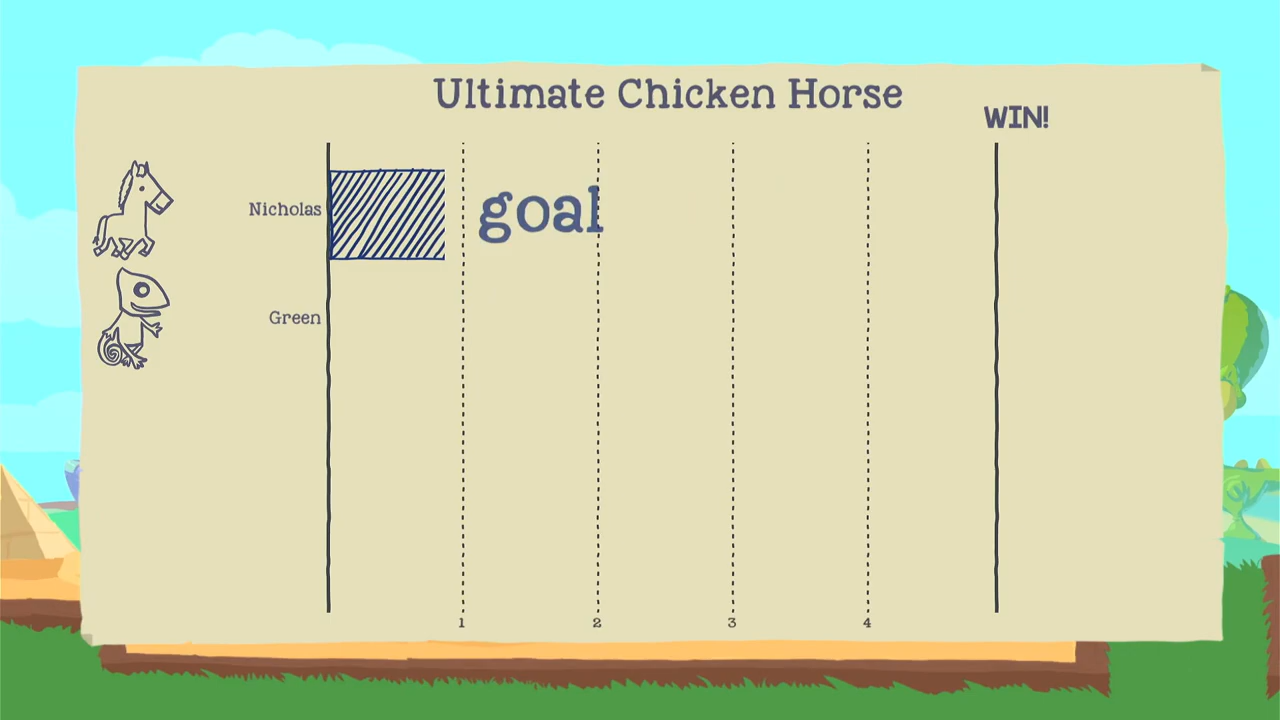 Ultimate Chicken Horse
WIN!
Nicholas
goal
Green
1 2 3 4